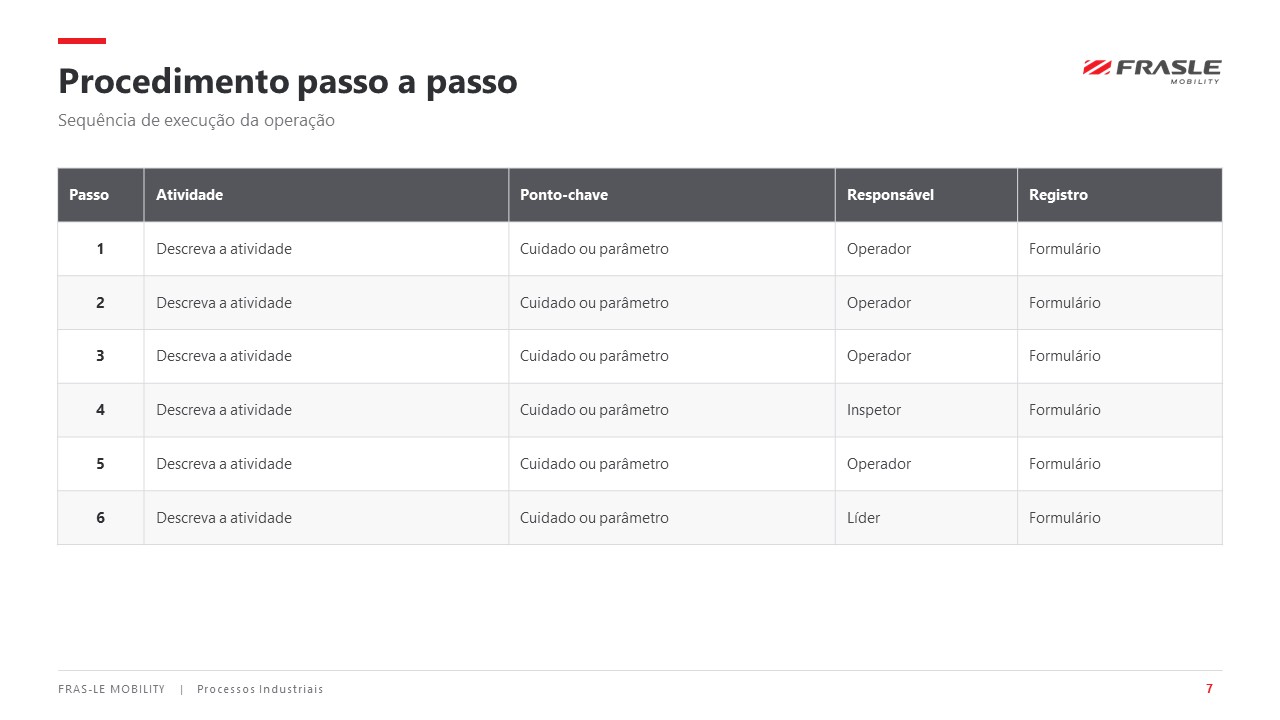 Procedimento passo a passo
FRASLE
MOBILITY
Sequência de execução da operação
Passo Atividade Ponto-chave Responsável Registro
1 Descreva a atividade Cuidado ou parâmetro Operador Formulário
2 Descreva a atividade Cuidado ou parâmetro Operador Formulário
3 Descreva a atividade Cuidado ou parâmetro Operador Formulário
4 Descreva a atividade Cuidado ou parâmetro Inspetor Formulário
5 Descreva a atividade Cuidado ou parâmetro Operador Formulário
6 Descreva a atividade Cuidado ou parâmetro Líder Formulário
FRAS-LE MOBILITY | Processos Industriais 7